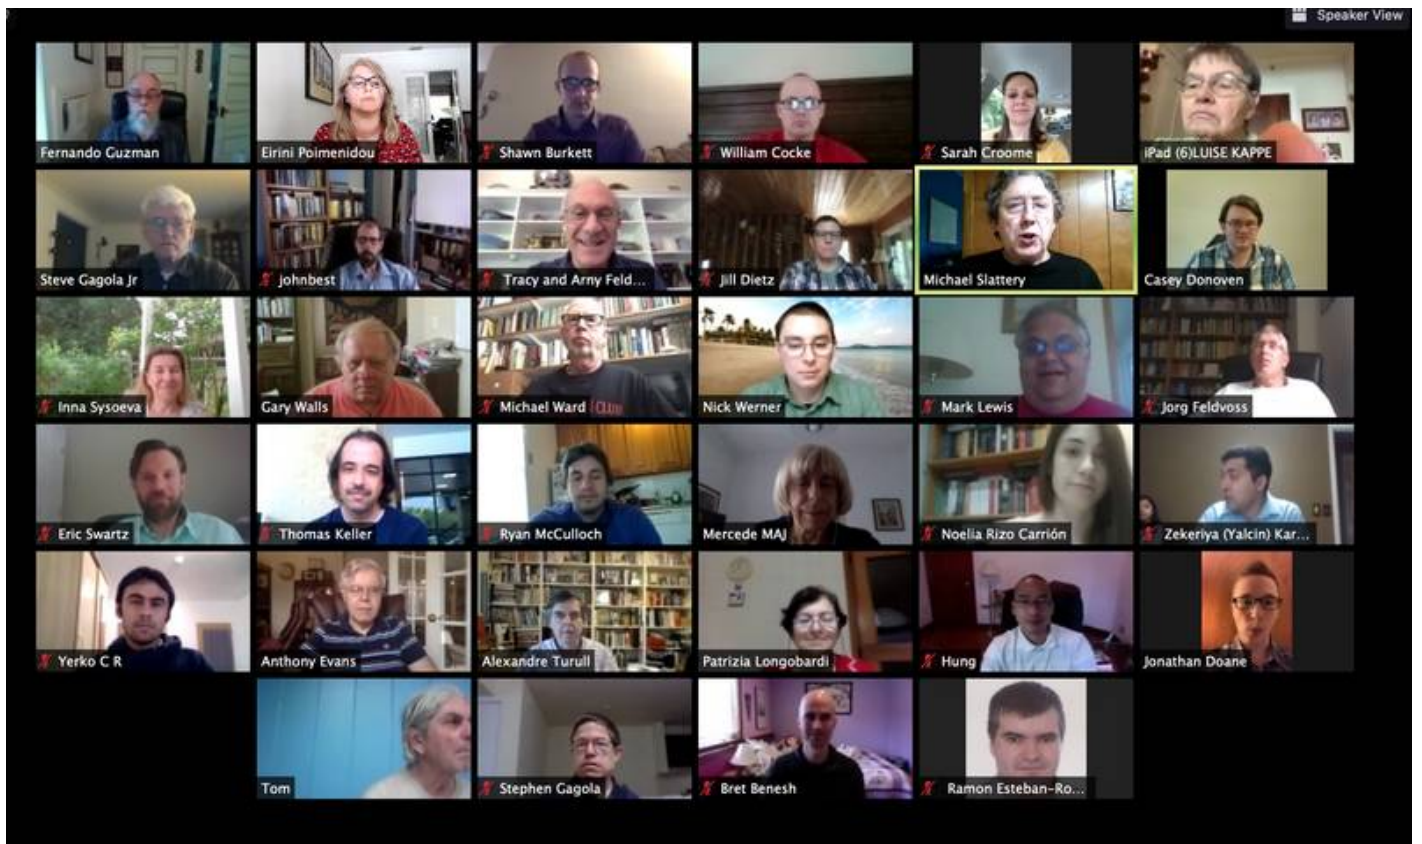 Speaker View
Fernando Guzman
Eirini Poimenidou
Shawn Burkett
William Cocke
Sarah Croome
iPad (6)LUISE KAPPE
Steve Gagola Jr
johnbest
Tracy and Arny Feld...
Jill Dietz
Michael Slattery
Casey Donoven
Inna Sysoeva
Gary Walls
Michael Ward
Nick Werner
Mark Lewis
Jorg Feldvoss
Eric Swartz
Thomas Keller
Ryan McCulloch
Mercede MAJ
Noelia Rizo Carrión
Zekeriya (Yalcin) Kar...
Yerko C R
Anthony Evans
Alexandre Turull
Patrizia Longobardi
Hung
Jonathan Doane
Tom
Stephen Gagola
Bret Benesh
Ramon Esteban-Ro...